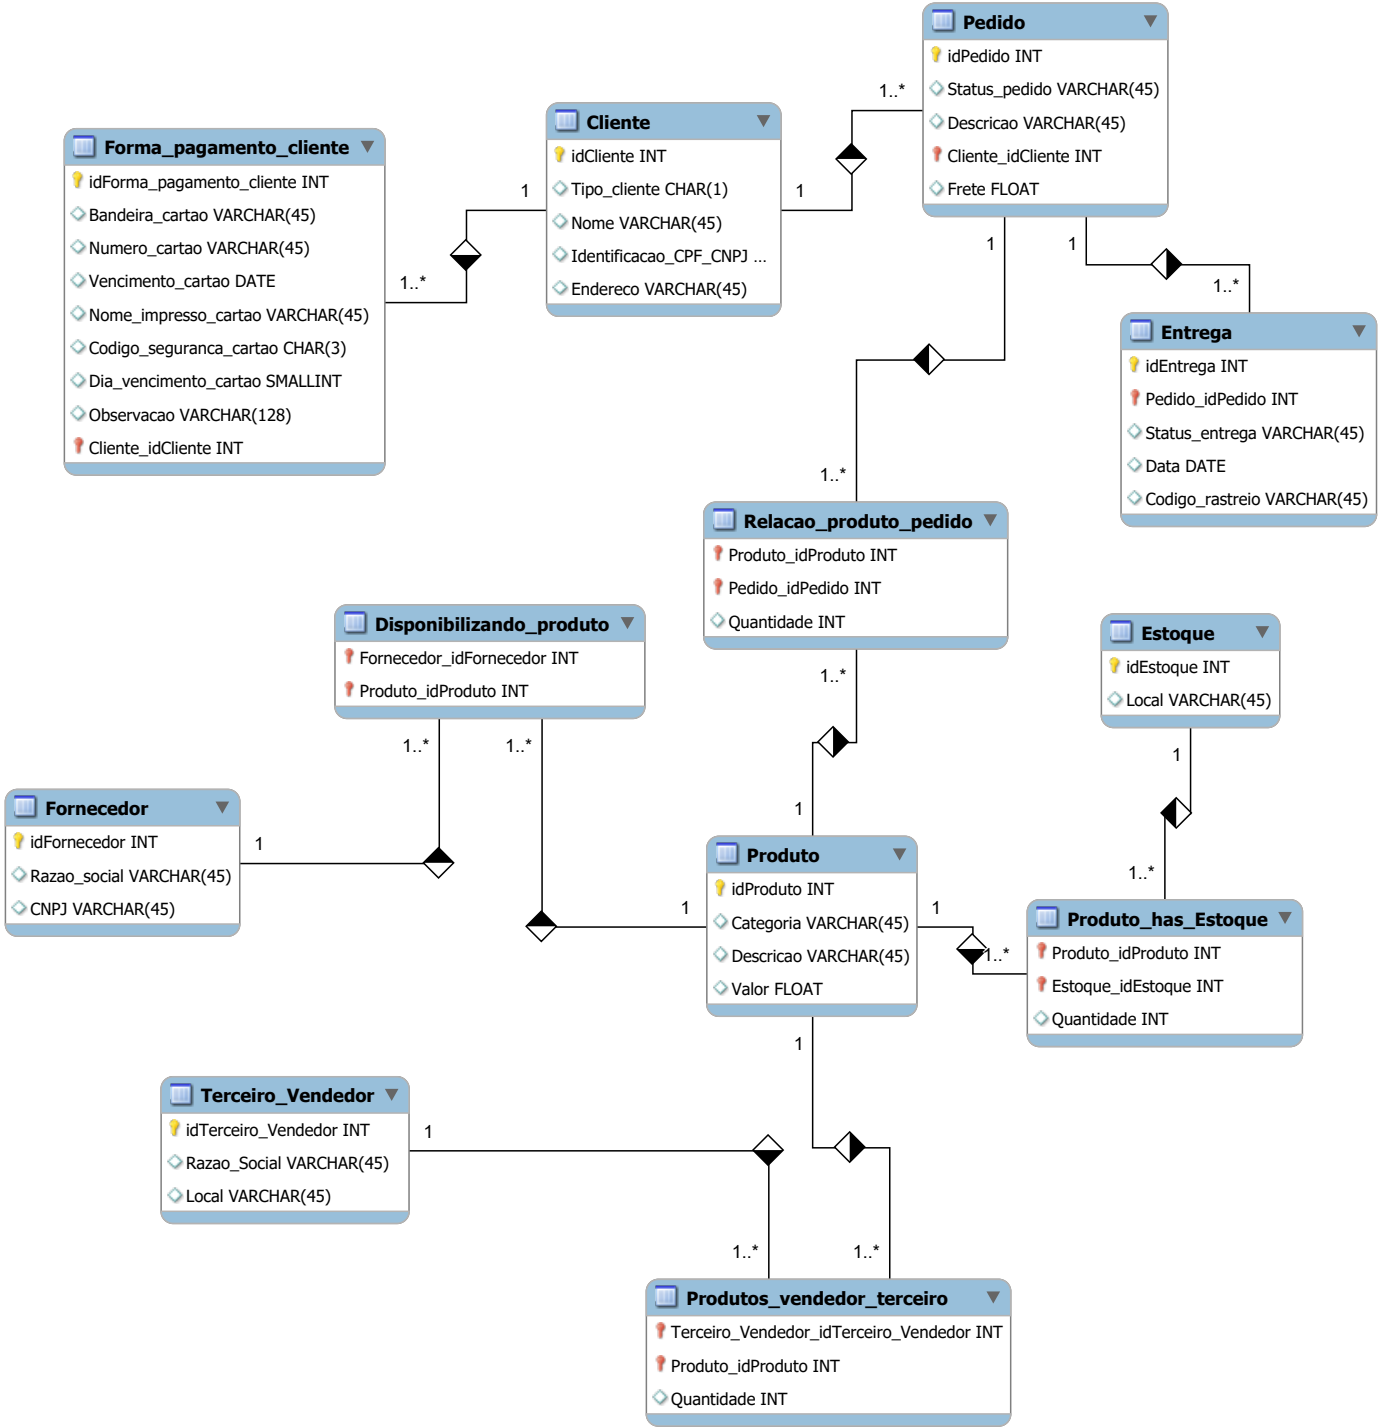 Pedido
idPedido INT
Status_pedido VARCHAR(45)
Descricao VARCHAR(45)
Cliente_idCliente INT
Frete FLOAT
1..*
1
1
1
Cliente
idCliente INT
Tipo_cliente CHAR(1)
Nome VARCHAR(45)
Identificacao_CPF_CNPJ ...
Endereco VARCHAR(45)
1
1..*
Forma_pagamento_cliente
idForma_pagamento_cliente INT
Bandeira_cartao VARCHAR(45)
Numero_cartao VARCHAR(45)
Vencimento_cartao DATE
Nome_impresso_cartao VARCHAR(45)
Codigo_seguranca_cartao CHAR(3)
Dia_vencimento_cartao SMALLINT
Observacao VARCHAR(128)
Cliente_idCliente INT
1..*
Entrega
idEntrega INT
Pedido_idPedido INT
Status_entrega VARCHAR(45)
Data DATE
Codigo_rastreio VARCHAR(45)
1..*
Relacao_produto_pedido
Produto_idProduto INT
Pedido_idPedido INT
Quantidade INT
1..*
Disponibilizando_produto
Fornecedor_idFornecedor INT
Produto_idProduto INT
1..*
1..*
Estoque
idEstoque INT
Local VARCHAR(45)
1
1..*
Fornecedor
idFornecedor INT
Razao_social VARCHAR(45)
CNPJ VARCHAR(45)
1
1
Produto
idProduto INT
Categoria VARCHAR(45)
Descricao VARCHAR(45)
Valor FLOAT
1
1
1..*
1
Produto_has_Estoque
Produto_idProduto INT
Estoque_idEstoque INT
Quantidade INT
Terceiro_Vendedor
idTerceiro_Vendedor INT
Razao_Social VARCHAR(45)
Local VARCHAR(45)
1
1..*
1..*
Produtos_vendedor_terceiro
Terceiro_Vendedor_idTerceiro_Vendedor INT
Produto_idProduto INT
Quantidade INT